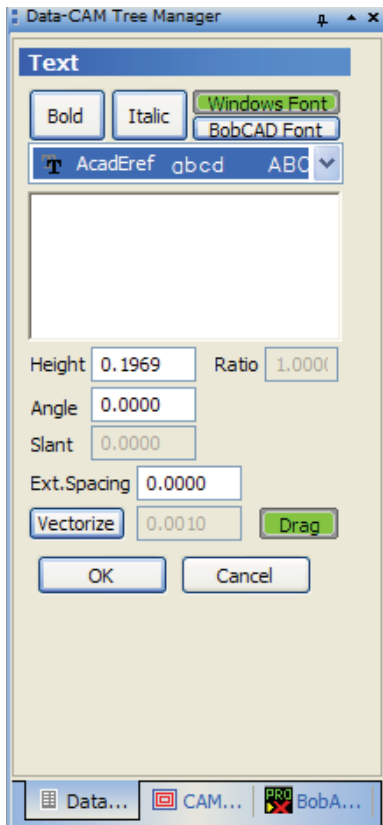 Data-CAM Tree Manager
Text
Bold Italic Windows Font
BobCAD Font
T AcadEref abcd ABC
Height 0.1969 Ratio 1.000
Angle 0.0000
Slant 0.0000
Ext.Spacing 0.0000
Vectorize 0.0010 Drag
OK Cancel
Data... CAM... PRO BobA...